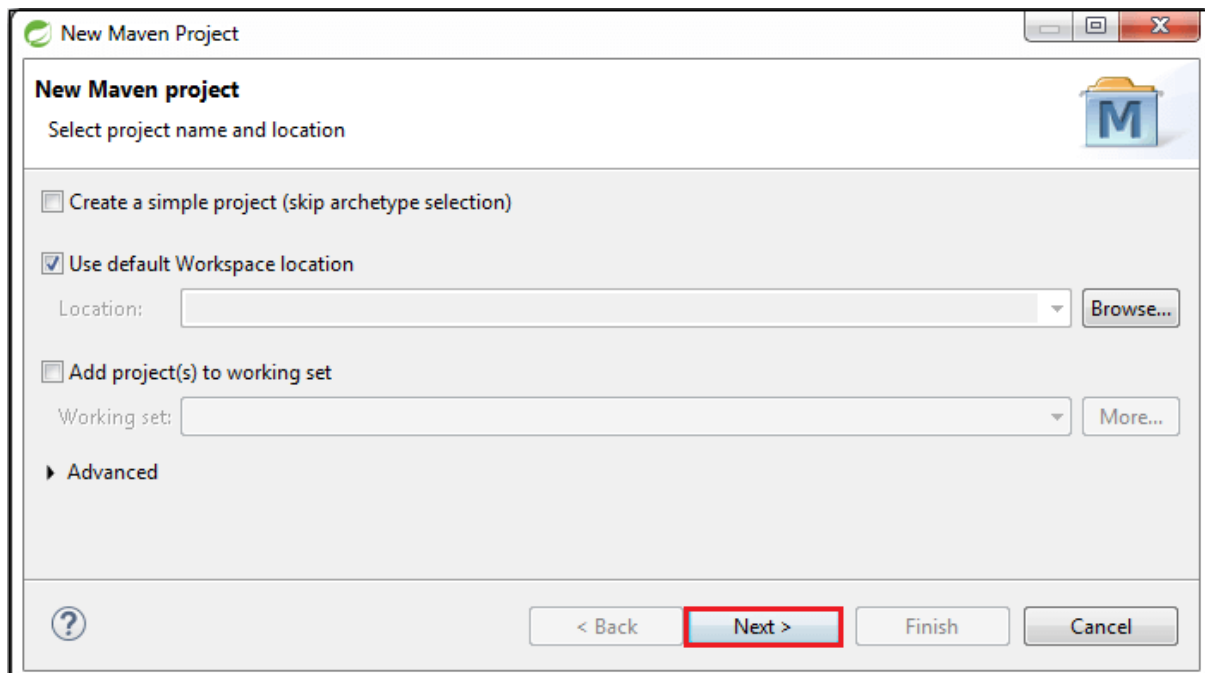 New Maven Project
New Maven project
Select project name and location
M
Create a simple project (skip archetype selection)
Use default Workspace location
Location:
Browse...
Add project(s) to working set
Working set:
More...
Advanced
?
< Back
Next >
Finish
Cancel